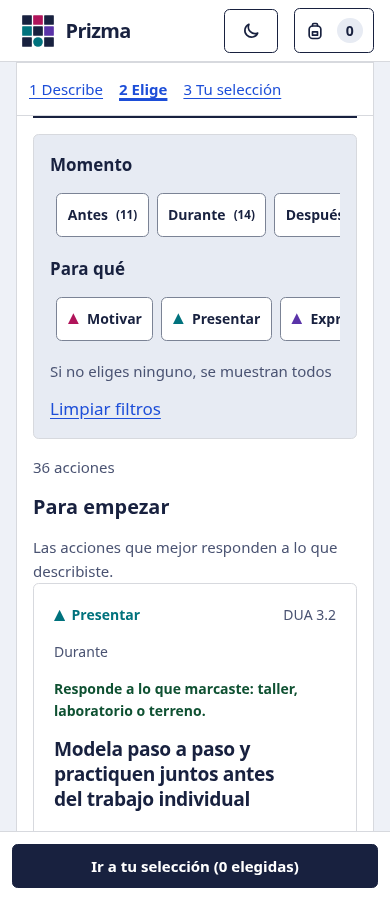 Prizma
0
1 Describe 2 Elige 3 Tu selección
Momento
Antes (11) Durante (14) Después
Para qué
Motivar Presentar Expr
Si no eliges ninguno, se muestran todos
Limpiar filtros
36 acciones
Para empezar
Las acciones que mejor responden a lo que
describiste.
Presentar DUA 3.2
Durante
Responde a lo que marcaste: taller,
laboratorio o terreno.
Modela paso a paso y
practiquen juntos antes
del trabajo individual
Ir a tu selección (0 elegidas)